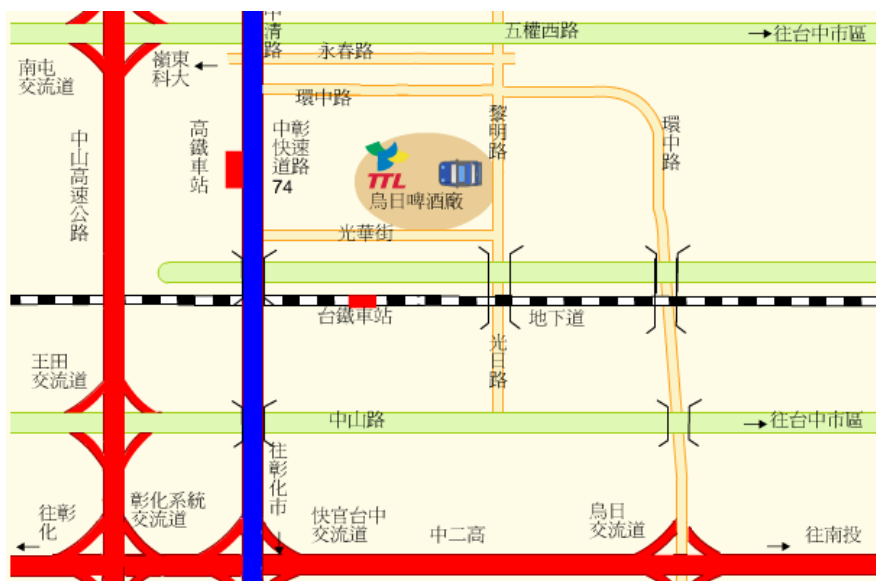 中清路
五權西路
往台中市區
永春路
嶺東
科大
南屯
交流道
環中路
黎明路
環中路
高鐵車站
中彰
快速
道路
74
中山高速公路
TTL
烏日啤酒廠
光華街
台鐵車站
地下道
光日路
王田
交流道
中山路
往台中市區
往彰化市
彰化系統
交流道
往彰
化
快官台中
交流道
中二高
烏日
交流道
往南投